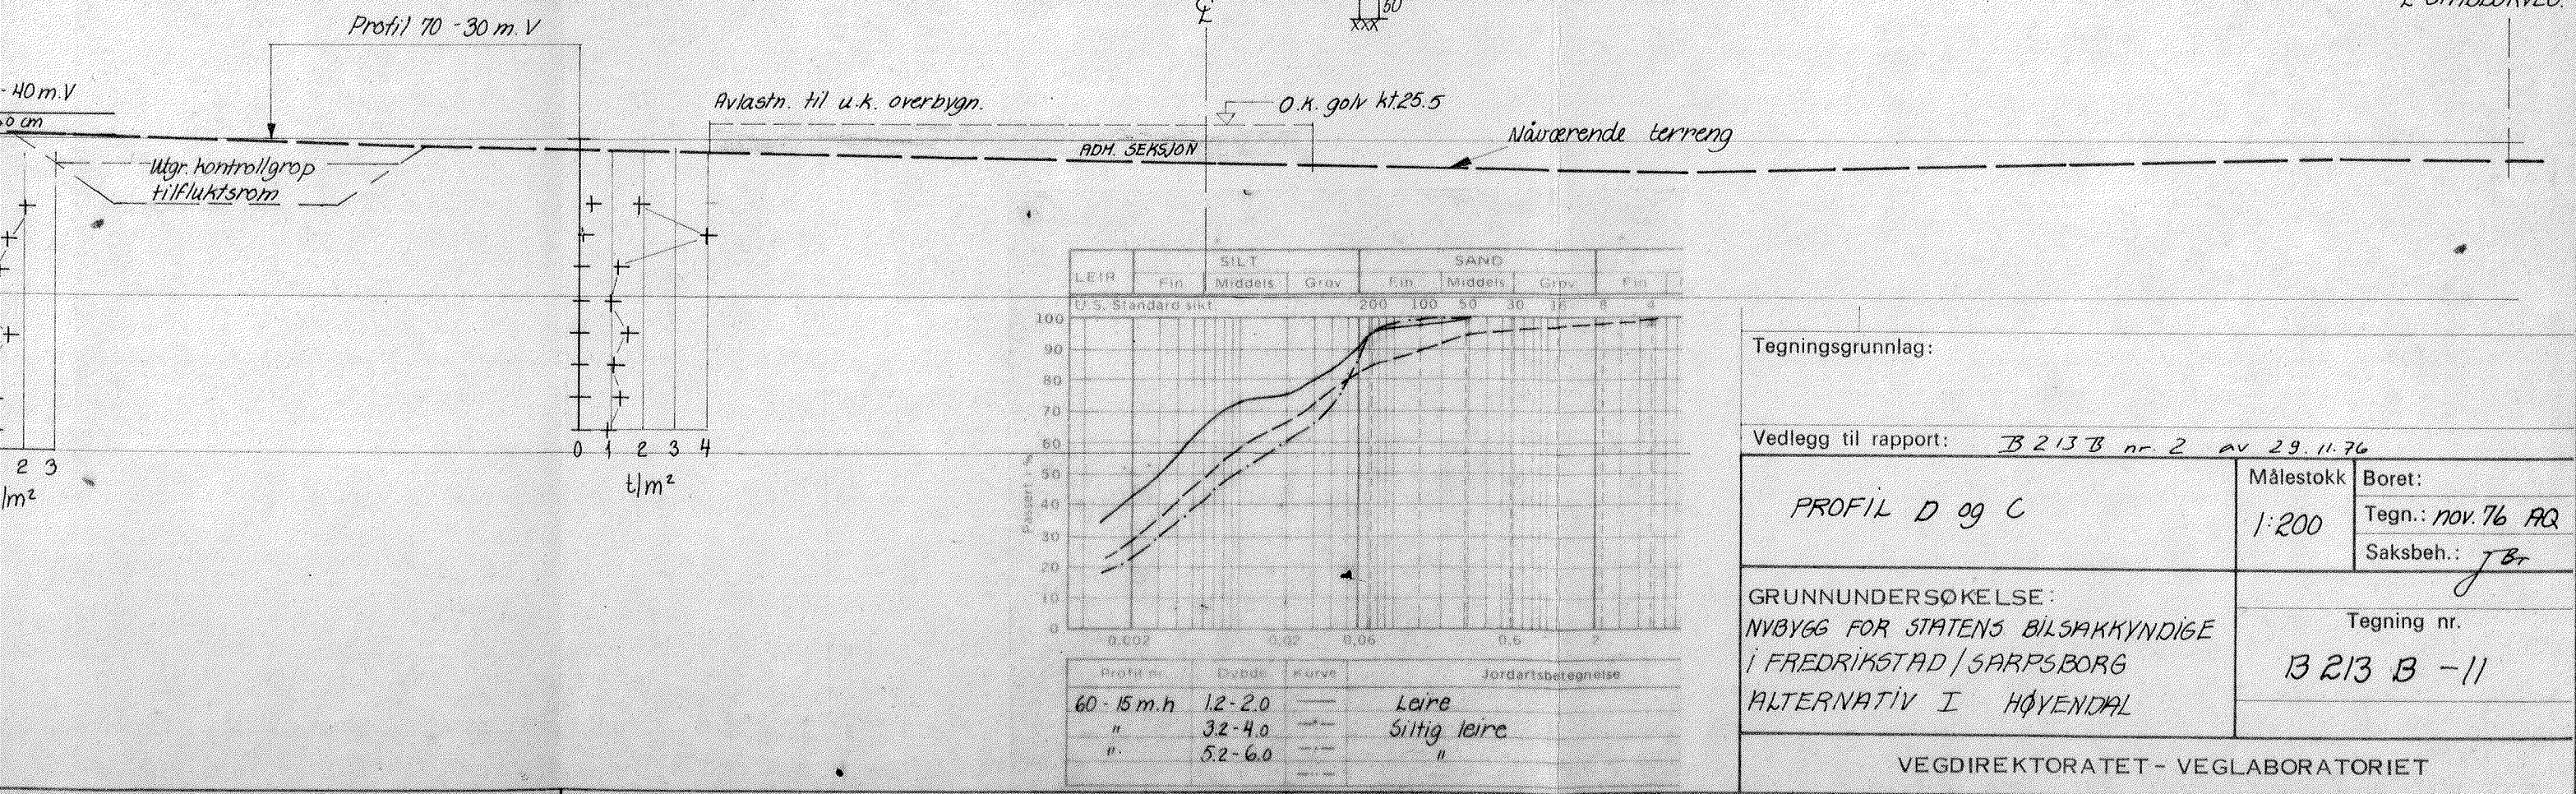 Profil 70 - 30 m. V
- 40 m. V
0 cm
Avlastn. til u.k. overbygn.
O.K. golv kt.25.5
ADM. SEKSJON
Nåværende terreng
Utgr. kontrollgrop
tilfluktsrom
50
2 3
/m²
0 1 2 3 4
t/m²
LEIR SILT SAND
Fin Middels Grov Fin Middels Grov Fin
U.S. Standard sikt 200 100 50 30 16 8 4
100
90
80
70
60
50
40
30
20
10
0
Passert %
0.002 0.02 0,06 0,6 2
Profil nr. Dybde Kurve Jordartsbetegnelse
60 - 15 m.h 1.2-2.0 Leire
" 3.2-4.0 Siltig leire
" 5.2-6.0 "
Tegningsgrunnlag:
Vedlegg til rapport: B 213 B nr. 2 av 29.11.76
PROFIL D og C
Målestokk
1:200
Boret:
Tegn.: nov. 76 AQ
Saksbeh.:
GRUNNUNDERSØKELSE:
NYBYGG FOR STATENS BILSAKKYNDIGE
I FREDRIKSTAD / SARPSBORG
ALTERNATIV I HØYENDAL
Tegning nr.
B 213 B - 11
VEGDIREKTORATET - VEGLABORATORIET